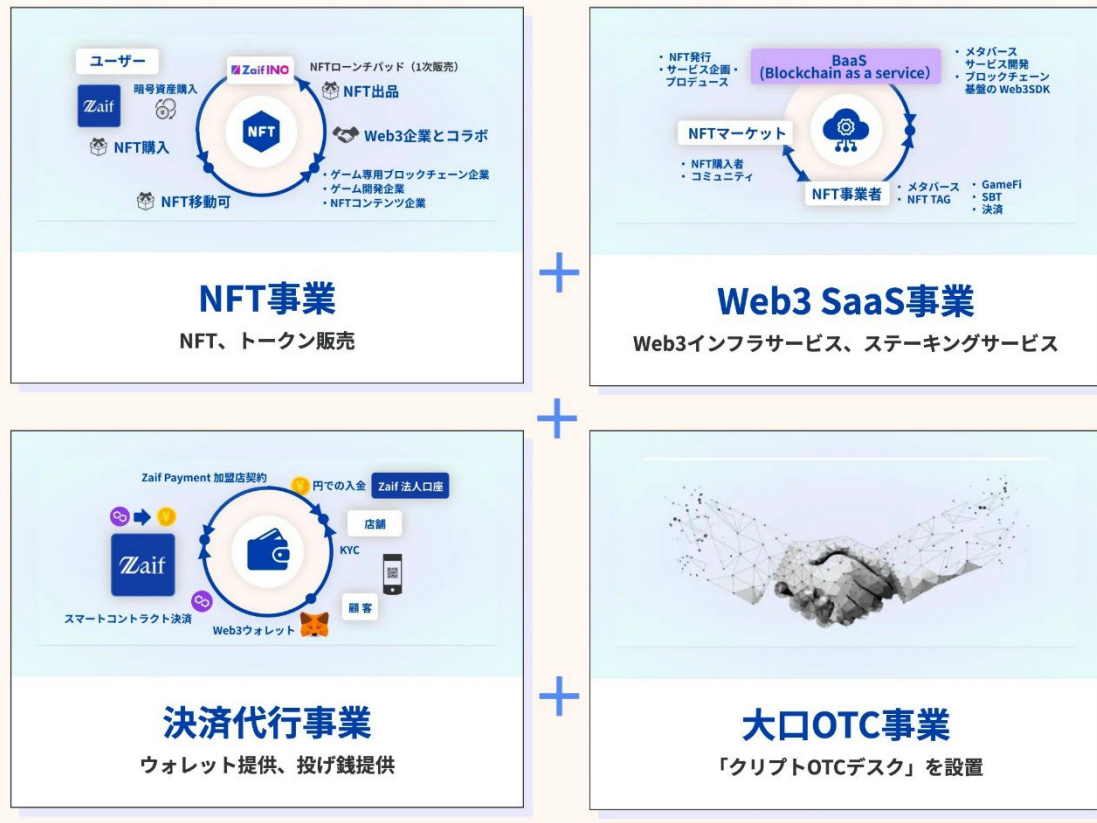 ユーザー
Zaif
暗号資産購入
NFT購入
NFT移動可
Zaif INO
NFTローンチパッド（1次販売）
NFT出品
NFT
Web3企業とコラボ
・ゲーム専用ブロックチェーン企業
・ゲーム開発企業
・NFTコンテンツ企業
NFT事業
NFT、トークン販売
+
・NFT発行
・サービス企画・
プロデュース
BaaS
(Blockchain as a service）
・メタバース
サービス開発
・ブロックチェーン
基盤の Web3SDK
NFTマーケット
・NFT購入者
・コミュニティ
NFT事業者
・メタバース
・NFT TAG
・GameFi
・SBT
・決済
Web3 SaaS事業
Web3インフラサービス、ステーキングサービス
+
Zaif Payment 加盟店契約
¥
円での入金
Zaif 法人口座
¥
店舗
Zaif
KYC
顧客
スマートコントラクト決済
Web3ウォレット
決済代行事業
ウォレット提供、投げ銭提供
+
大口OTC事業
「クリプトOTCデスク」を設置